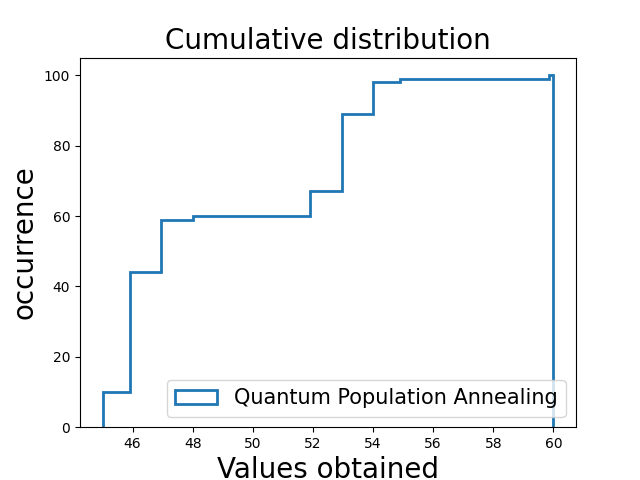 Cumulative distribution
occurrence
100
80
60
40
20
0
Quantum Population Annealing
46 48 50 52 54 56 58 60
Values obtained